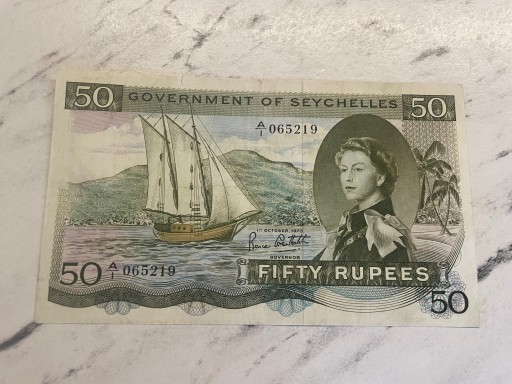 50
GOVERNMENT OF SEYCHELLES
50
A/1 065219
1ST OCTOBER, 1970
GOVERNOR
50 A/1 065219
FIFTY RUPEES
50